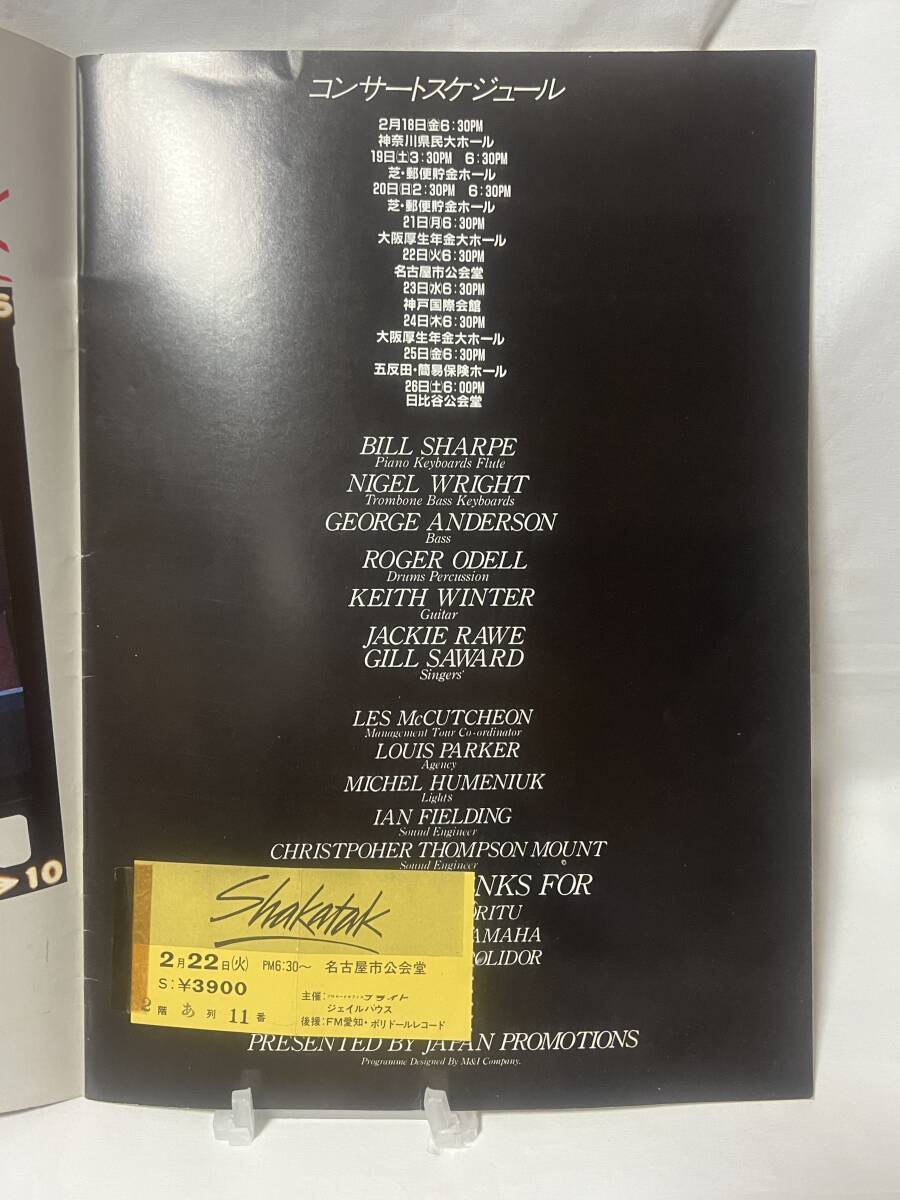 コンサートスケジュール
2月18日㈮6:30PM
神奈川県民大ホール
19日㈯3:30PM 6:30PM
芝・郵便貯金ホール
20日㈰2:30PM 6:30PM
芝・郵便貯金ホール
21日㈪6:30PM
大阪厚生年金大ホール
22日㈫6:30PM
名古屋市公会堂
23日㈬6:30PM
神戸国際会館
24日㈭6:30PM
大阪厚生年金大ホール
25日㈮6:30PM
五反田・簡易保険ホール
26日㈯6:00PM
日比谷公会堂
BILL SHARPE
Piano Keyboards Flute
NIGEL WRIGHT
Trombone Bass Keyboards
GEORGE ANDERSON
Bass
ROGER ODELL
Drums Percussion
KEITH WINTER
Guitar
JACKIE RAWE
GILL SAWARD
Singers
LES McCUTCHEON
Management Tour Co-ordinator
LOUIS PARKER
Agency
MICHEL HUMENIUK
Lights
IAN FIELDING
Sound Engineer
CHRISTPOHER THOMPSON MOUNT
Sound Engineer
NKS FOR
ORITU
AMAHA
OLIDOR
Shakatak
2月22日(火) PM6:30〜 名古屋市公会堂
S:¥3900
主催: ブライト
ジェイルハウス
2階 あ列 11番
後援:FM愛知・ポリドールレコード
PRESENTED BY JAPAN PROMOTIONS
Programme Designed By M&I Company.
S
10